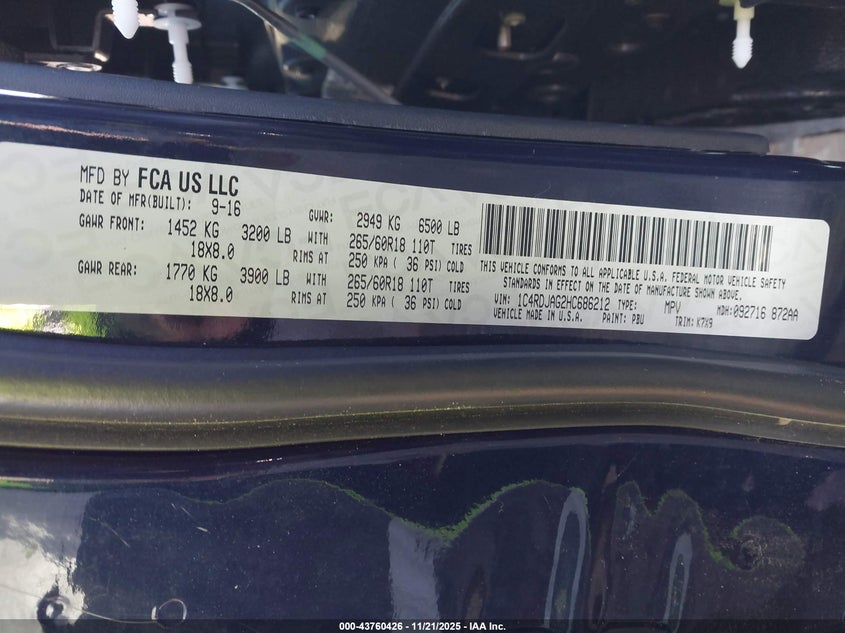 MFD BY FCA US LLC
DATE OF MFR(BUILT): 9-16 GVWR: 2949 KG 6500 LB
GAWR FRONT: 1452 KG 3200 LB WITH 265/60R18 110T TIRES
18X8.0 RIMS AT 250 KPA ( 36 PSI) COLD
GAWR REAR: 1770 KG 3900 LB WITH 265/60R18 110T TIRES
18X8.0 RIMS AT 250 KPA ( 36 PSI) COLD
THIS VEHICLE CONFORMS TO ALL APPLICABLE U.S.A. FEDERAL MOTOR VEHICLE SAFETY
STANDARDS IN EFFECT ON THE DATE OF MANUFACTURE SHOWN ABOVE.
VIN: 1C4RDJAG2HC686212 TYPE: MPV MDH:092716 872AA
VEHICLE MADE IN U.S.A. PAINT: PBU TRIM: K7X9
000-43760426 - 11/21/2025 - IAA Inc.